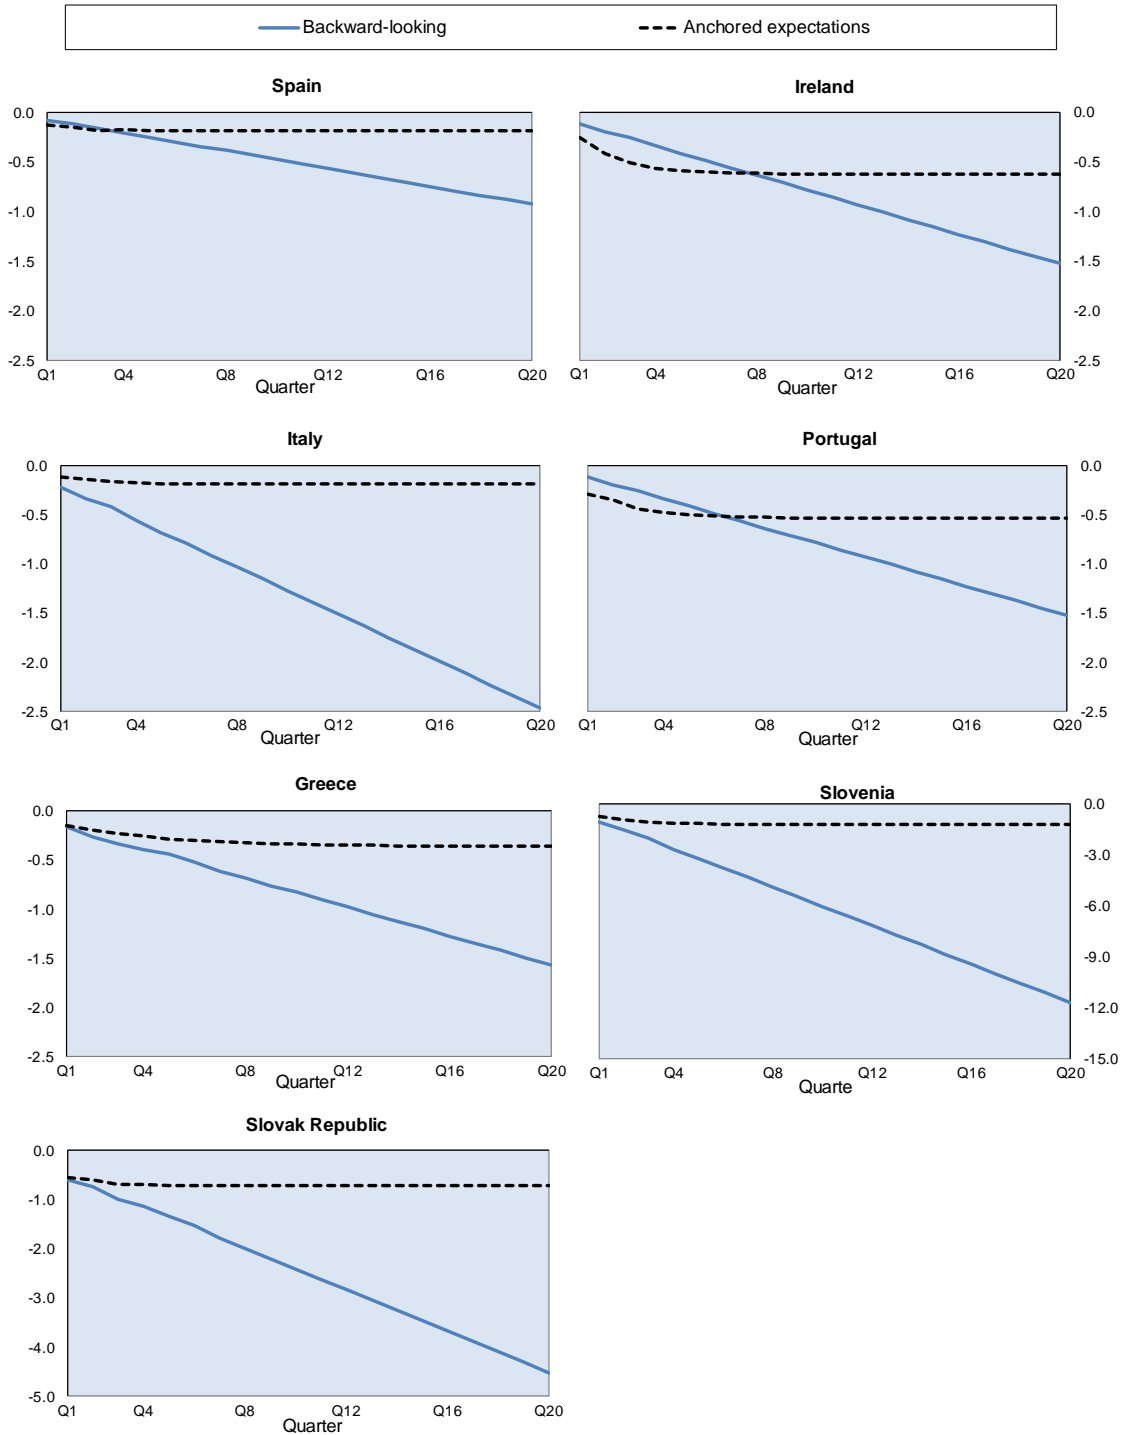 Backward-looking Anchored expectations
Spain
0.0
-0.5
-1.0
-1.5
-2.0
-2.5
Q1 Q4 Q8 Q12 Q16 Q20
Quarter
Ireland
0.0
-0.5
-1.0
-1.5
-2.0
-2.5
Q1 Q4 Q8 Q12 Q16 Q20
Quarter
Italy
0.0
-0.5
-1.0
-1.5
-2.0
-2.5
Q1 Q4 Q8 Q12 Q16 Q20
Quarter
Portugal
0.0
-0.5
-1.0
-1.5
-2.0
-2.5
Q1 Q4 Q8 Q12 Q16 Q20
Quarter
Greece
0.0
-0.5
-1.0
-1.5
-2.0
-2.5
Q1 Q4 Q8 Q12 Q16 Q20
Quarter
Slovenia
0.0
-3.0
-6.0
-9.0
-12.0
-15.0
Q1 Q4 Q8 Q12 Q16 Q20
Quarte
Slovak Republic
0.0
-1.0
-2.0
-3.0
-4.0
-5.0
Q1 Q4 Q8 Q12 Q16 Q20
Quarter